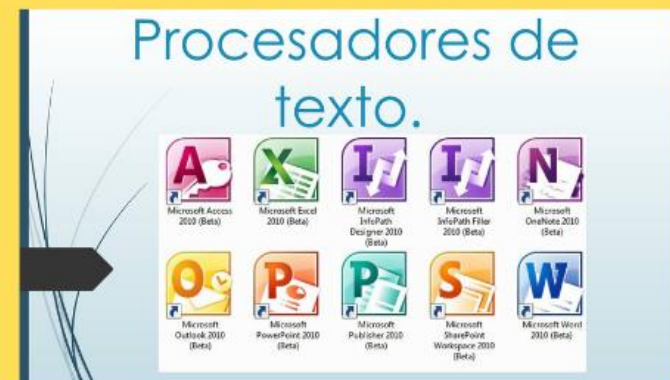 Procesadores de
texto.
A X I I N
Microsoft Access Microsoft Excel Microsoft Microsoft Microsoft
2010 (Beta) 2010 (Beta) InfoPath InfoPath Filler OneNote 2010
Designer 2010 2010 (Beta) (Beta)
(Beta)
O P P S W
Microsoft Microsoft Microsoft Microsoft Microsoft Word
Outlook 2010 PowerPoint 2010 Publisher 2010 SharePoint 2010 (Beta)
(Beta) (Beta) (Beta) Workspace 2010
(Beta)